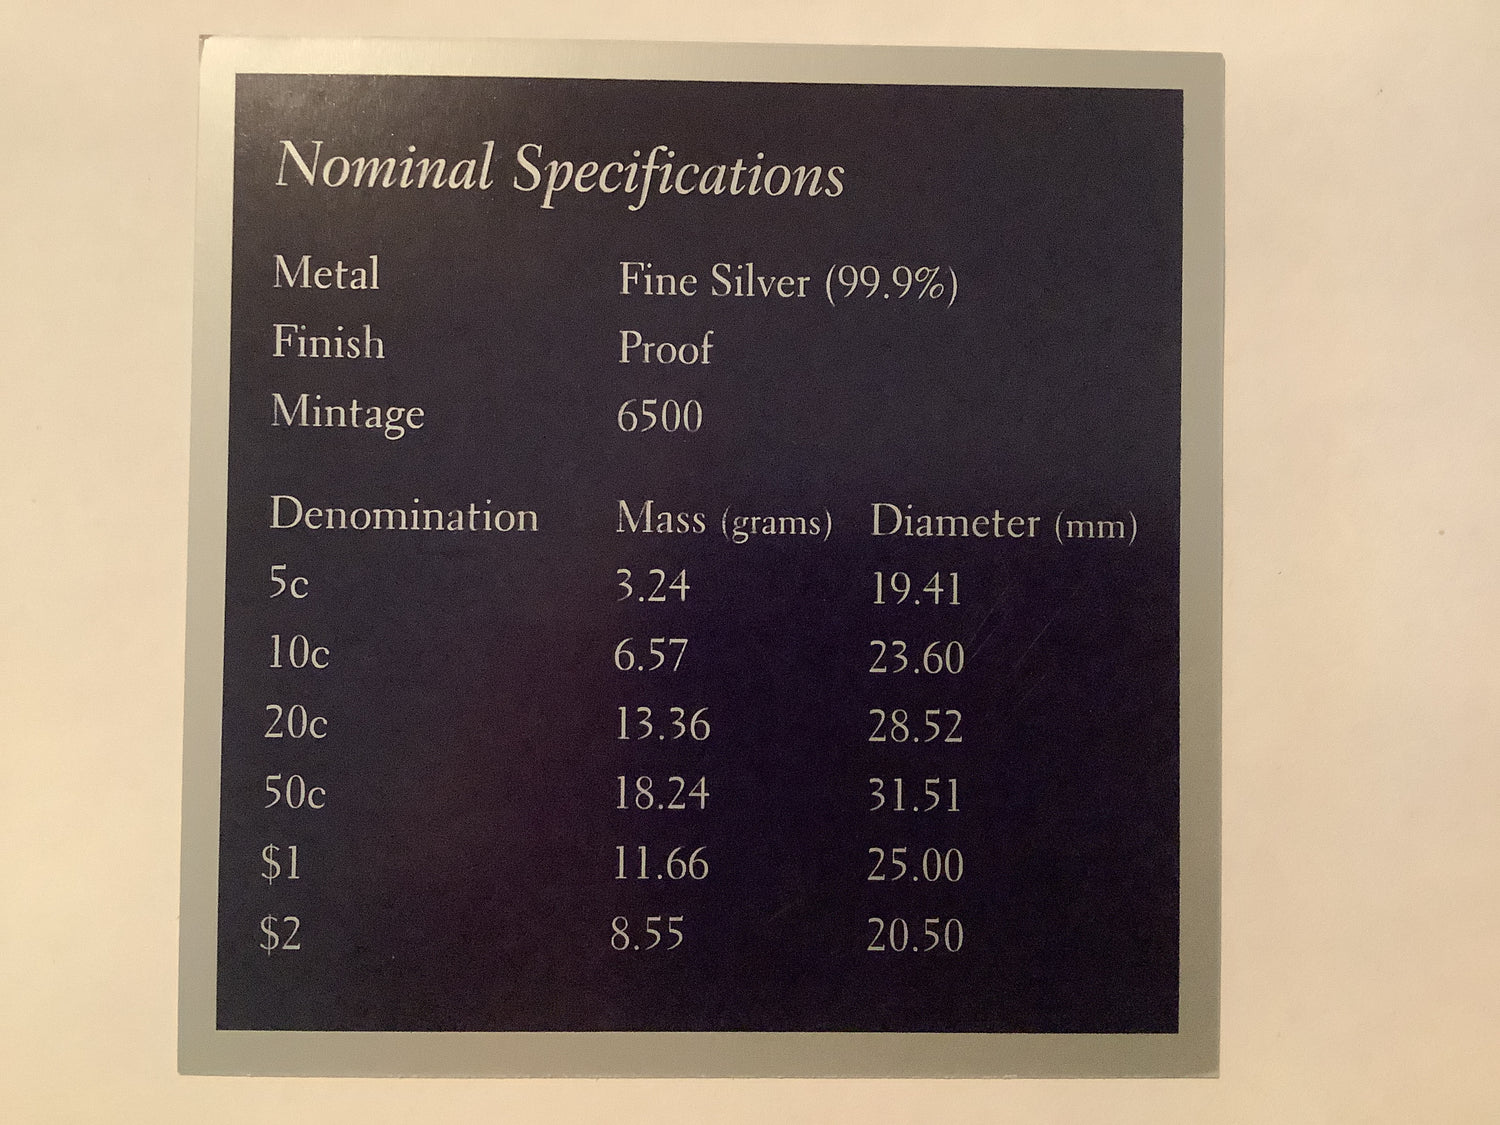 Nominal Specifications
Metal Fine Silver (99.9%)
Finish Proof
Mintage 6500
Denomination Mass (grams) Diameter (mm)
5c 3.24 19.41
10c 6.57 23.60
20c 13.36 28.52
50c 18.24 31.51
$1 11.66 25.00
$2 8.55 20.50